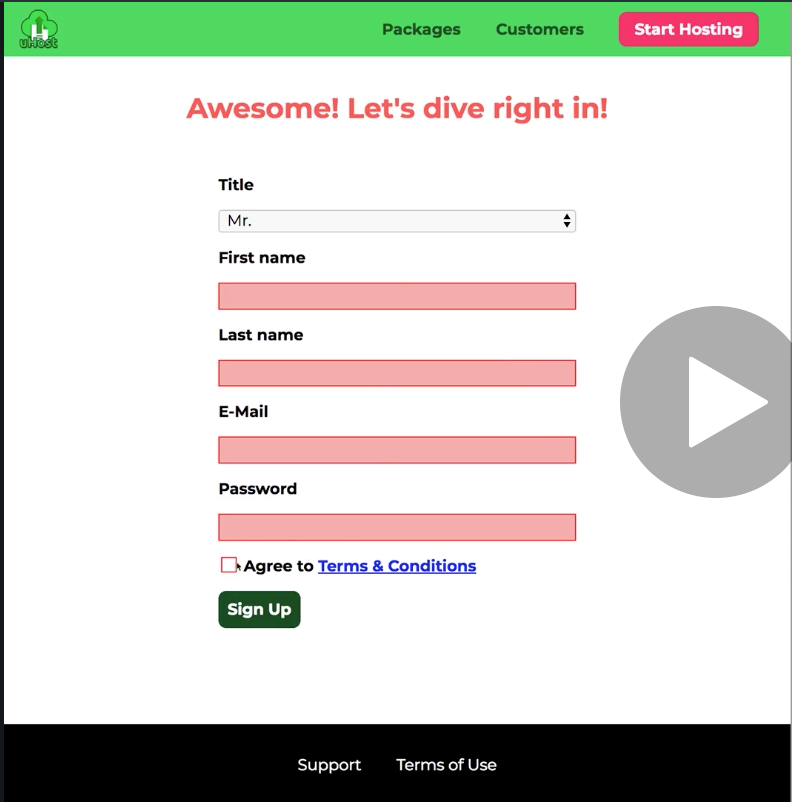 uHost
Packages Customers Start Hosting
Awesome! Let's dive right in!
Title
Mr.
First name
Last name
E-Mail
Password
Agree to Terms & Conditions
Sign Up
Support Terms of Use